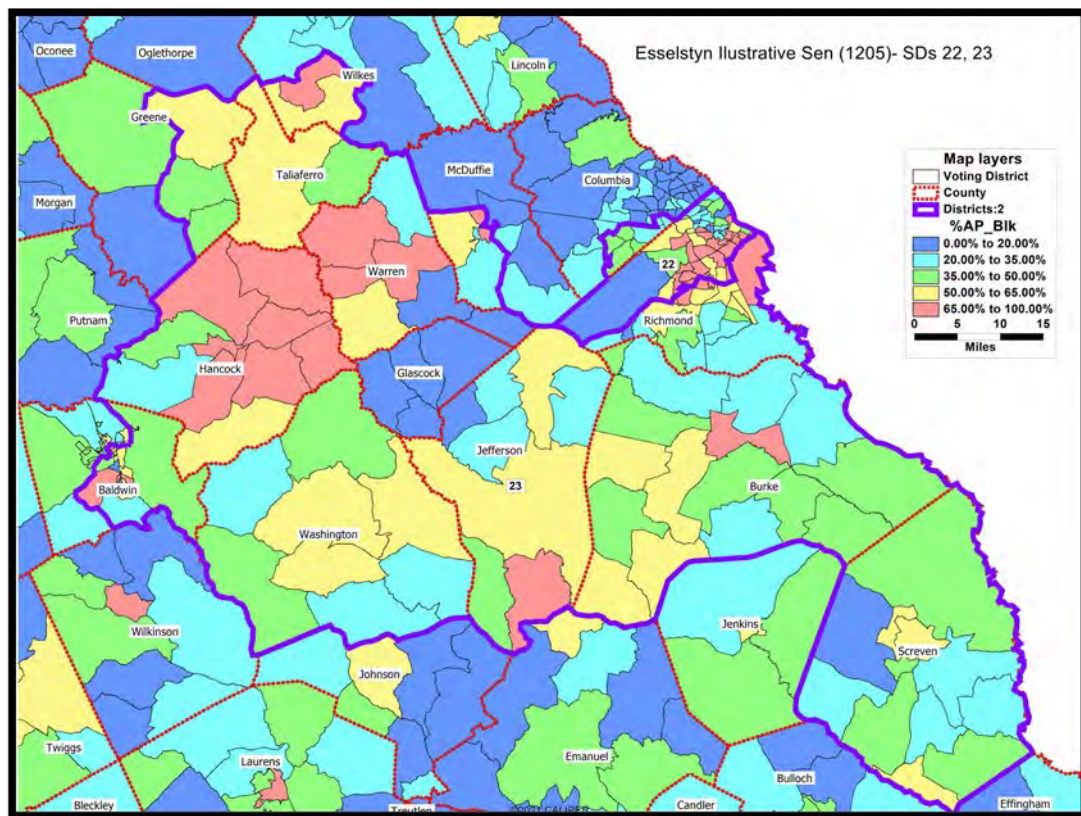 Esselstyn Ilustrative Sen (1205)- SDs 22, 23
Oconee
Oglethorpe
Wilkes
Lincoln
Greene
Taliaferro
McDuffie
Columbia
Morgan
Warren
22
Richmond
Putnam
Hancock
Glascock
Jefferson
23
Baldwin
Burke
Washington
Wilkinson
Jenkins
Screven
Johnson
Twiggs
Laurens
Emanuel
Bulloch
Bleckley
Treutlen
Candler
Effingham
©2021 CALIPER
Map layers
Voting District
County
Districts:2
%AP_Blk
0.00% to 20.00%
20.00% to 35.00%
35.00% to 50.00%
50.00% to 65.00%
65.00% to 100.00%
0 5 10 15
Miles